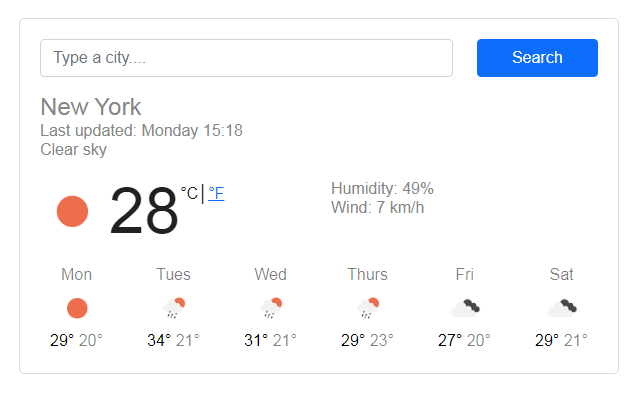 Type a city....
Search
New York
Last updated: Monday 15:18
Clear sky
28 °C|°F
Humidity: 49%
Wind: 7 km/h
Mon Tues Wed Thurs Fri Sat
29° 20° 34° 21° 31° 21° 29° 23° 27° 20° 29° 21°